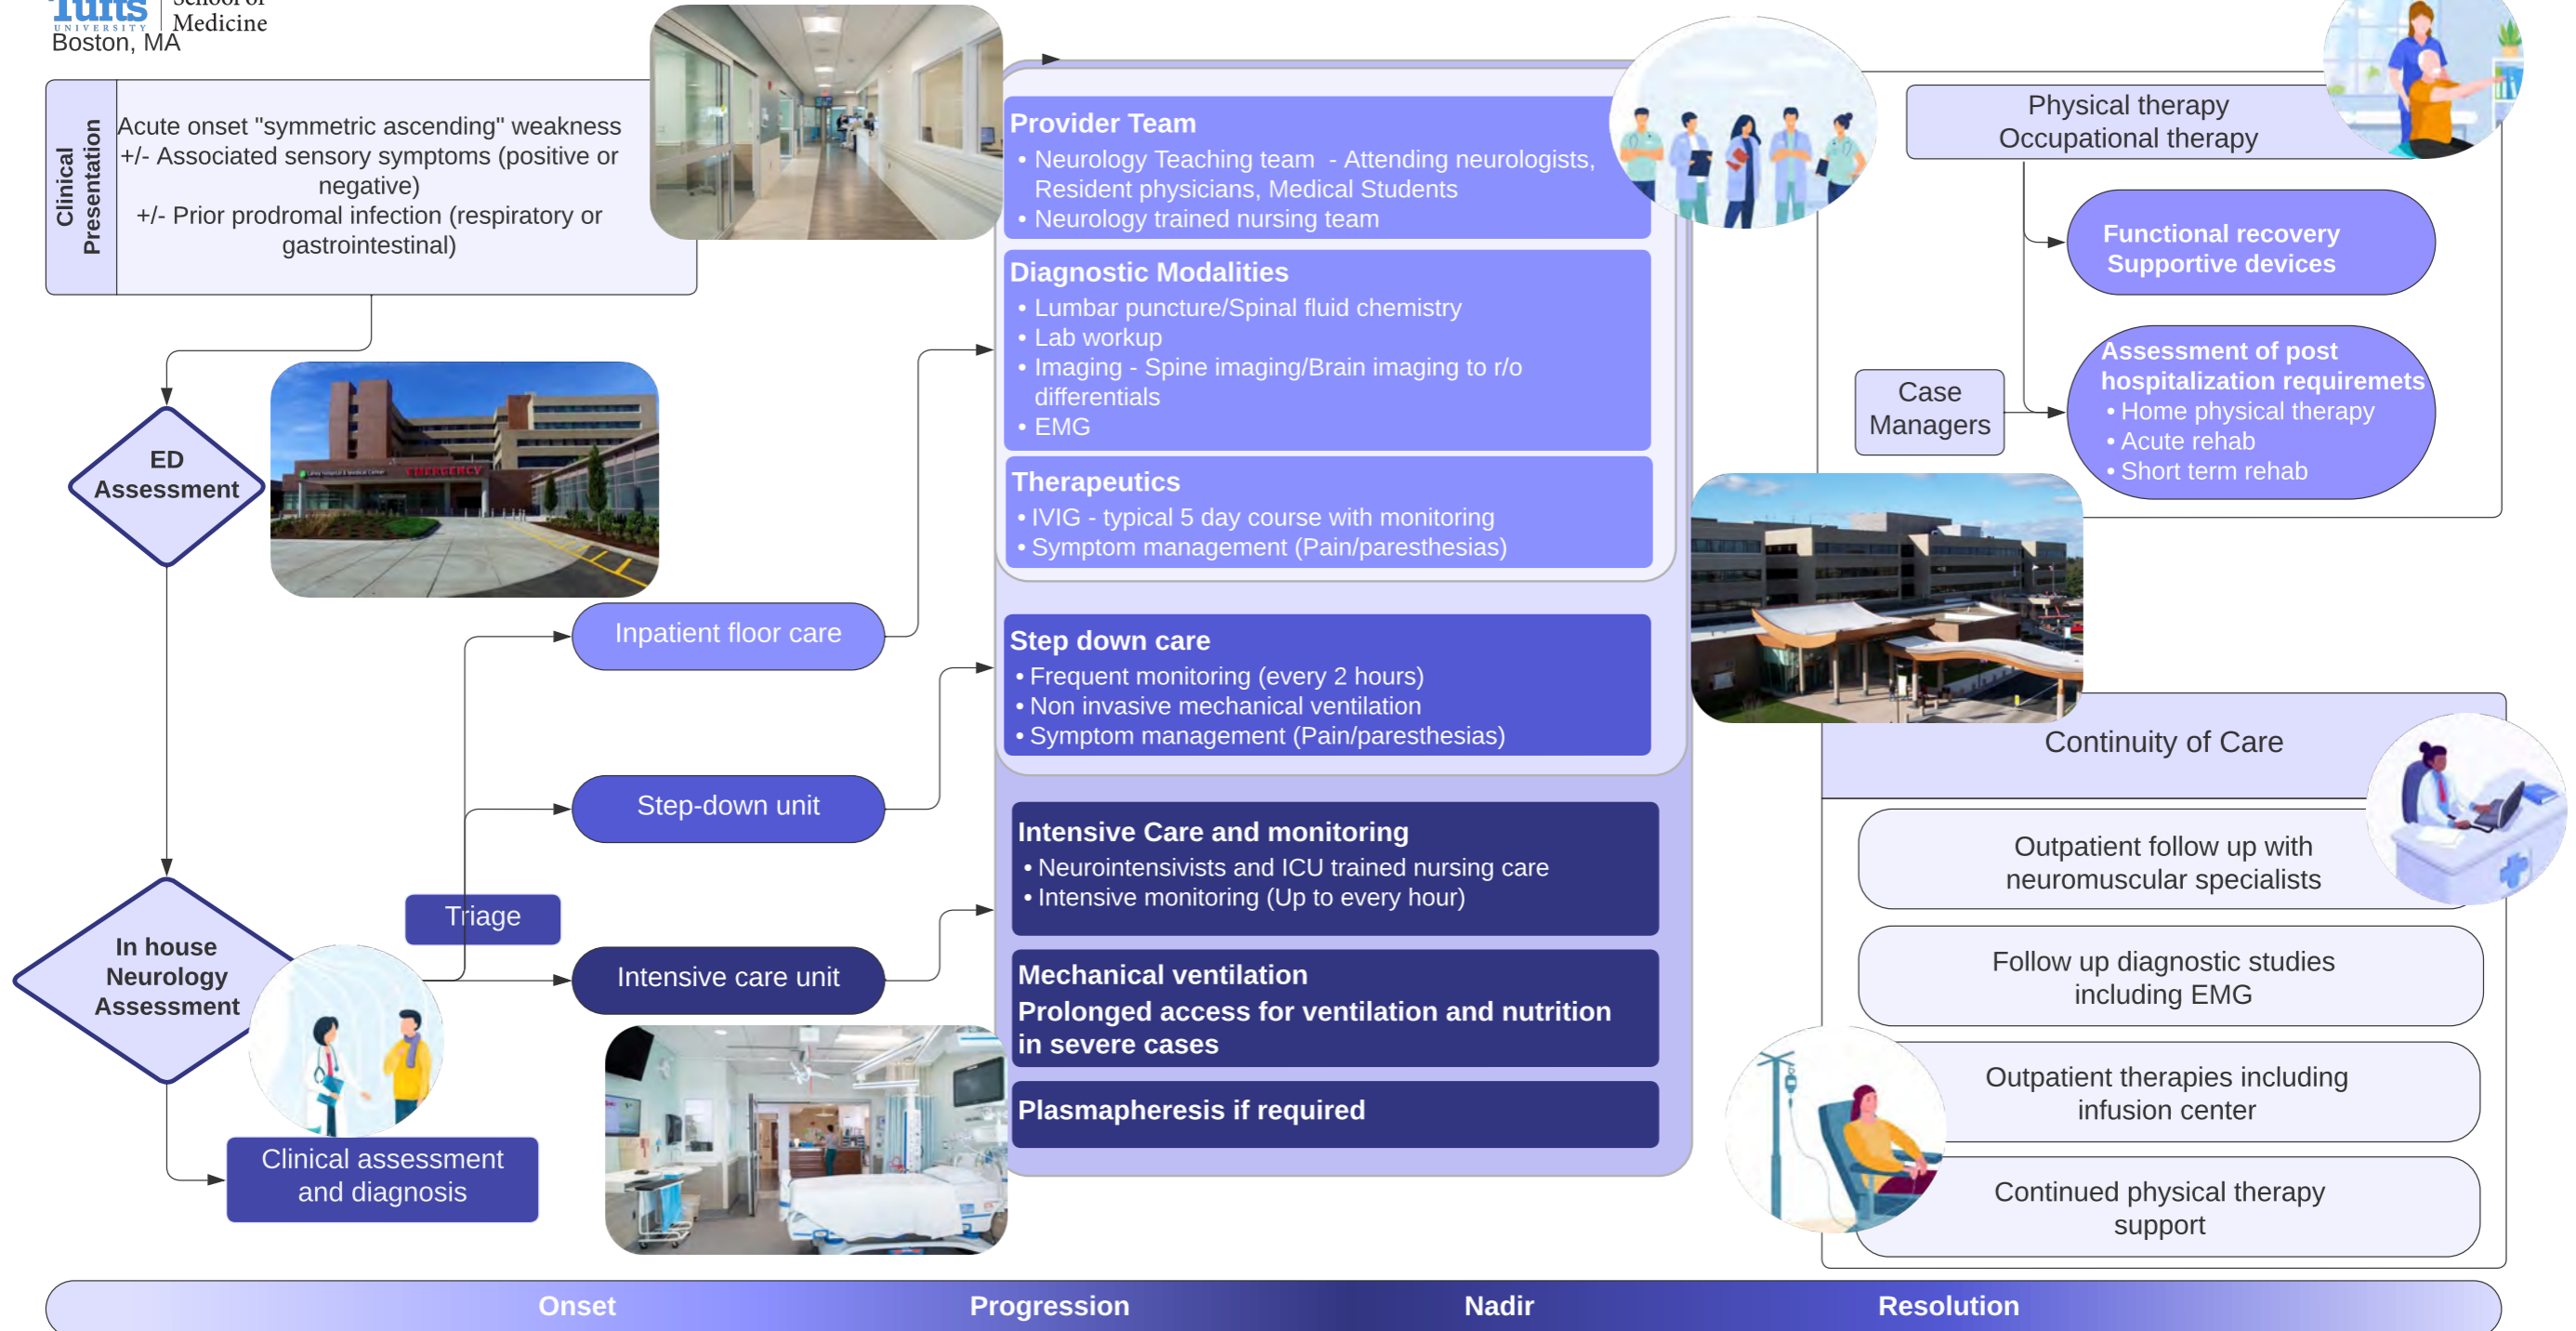 Tufts
UNIVERSITY
School of
Medicine
Boston, MA
Clinical
Presentation
Acute onset "symmetric ascending" weakness
+/- Associated sensory symptoms (positive or
negative)
+/- Prior prodromal infection (respiratory or
gastrointestinal)
ED
Assessment
EMERGENCY
In house
Neurology
Assessment
Clinical assessment
and diagnosis
Triage
Inpatient floor care
Step-down unit
Intensive care unit
Provider Team
• Neurology Teaching team - Attending neurologists,
Resident physicians, Medical Students
• Neurology trained nursing team
Diagnostic Modalities
• Lumbar puncture/Spinal fluid chemistry
• Lab workup
• Imaging - Spine imaging/Brain imaging to r/o
differentials
• EMG
Therapeutics
• IVIG - typical 5 day course with monitoring
• Symptom management (Pain/paresthesias)
Step down care
• Frequent monitoring (every 2 hours)
• Non invasive mechanical ventilation
• Symptom management (Pain/paresthesias)
Intensive Care and monitoring
• Neurointensivists and ICU trained nursing care
• Intensive monitoring (Up to every hour)
Mechanical ventilation
Prolonged access for ventilation and nutrition
in severe cases
Plasmapheresis if required
Physical therapy
Occupational therapy
Functional recovery
Supportive devices
Case
Managers
Assessment of post
hospitalization requiremets
• Home physical therapy
• Acute rehab
• Short term rehab
Continuity of Care
Outpatient follow up with
neuromuscular specialists
Follow up diagnostic studies
including EMG
Outpatient therapies including
infusion center
Continued physical therapy
support
Onset
Progression
Nadir
Resolution